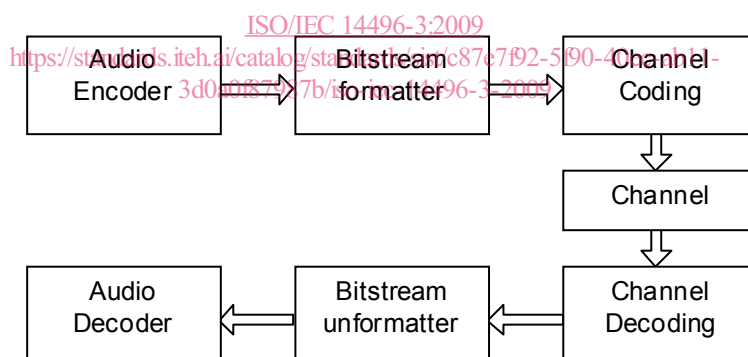 ISO/IEC 14496-3:2009
Audio
Encoder
Bitstream
formatter
Channel
Coding
Channel
Audio
Decoder
Bitstream
unformatter
Channel
Decoding